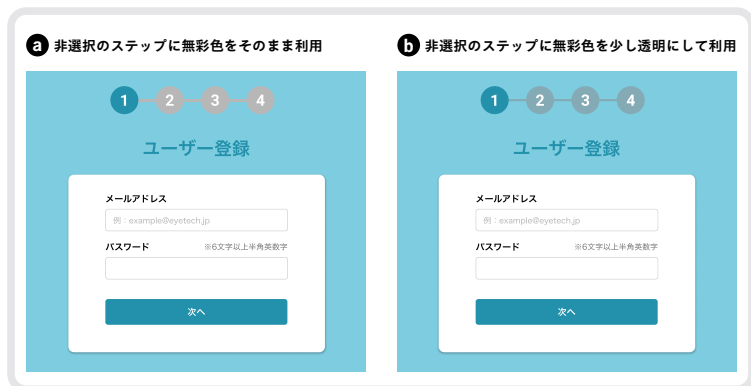 a 非選択のステップに無彩色をそのまま利用
1 2 3 4
ユーザー登録
メールアドレス
例：example@eyetech.jp
パスワード ※6文字以上半角英数字
次へ
b 非選択のステップに無彩色を少し透明にして利用
1 2 3 4
ユーザー登録
メールアドレス
例：example@eyetech.jp
パスワード ※6文字以上半角英数字
次へ